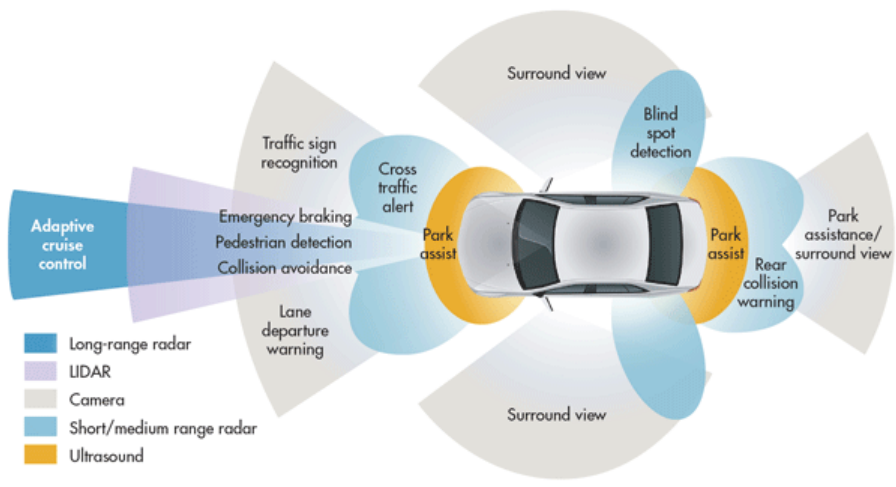 Surround view
Blind
spot
detection
Traffic sign
recognition
Cross
traffic
alert
Adaptive
cruise
control
Emergency braking
Pedestrian detection
Collision avoidance
Park
assist
Park
assist
Park
assistance/
surround view
Rear
collision
warning
Lane
departure
warning
Surround view
Long-range radar
LIDAR
Camera
Short/medium range radar
Ultrasound